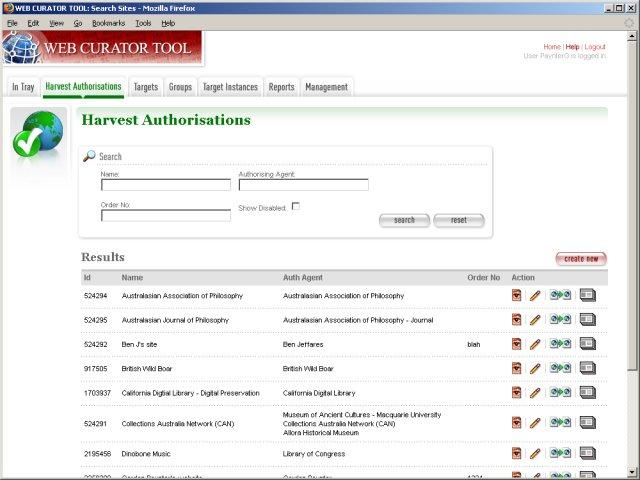 WEB CURATOR TOOL: Search Sites - Mozilla Firefox
File Edit View Go Bookmarks Tools Help
WEB CURATOR TOOL
Home | Help | Logout
User PaynterG is logged in.
In Tray Harvest Authorisations Targets Groups Target Instances Reports Management
Harvest Authorisations
Search
Name: Authorising Agent:
Order No: Show Disabled:
search reset
Results create new
Id Name Auth Agent Order No Action
524294 Australasian Association of Philosophy Australasian Association of Philosophy
524295 Australasian Journal of Philosophy Australasian Association of Philosophy - Journal
524292 Ben J's site Ben Jeffares blah
917505 British Wild Boar British Wild Boar
1703937 California Digtial Library - Digital Preservation California Digital Library
Museum of Ancient Cultures - Macquarie University
524291 Collections Australia Network (CAN) Collections Australia Network (CAN)
Allora Historical Museum
2195456 Dinobone Music Library of Congress